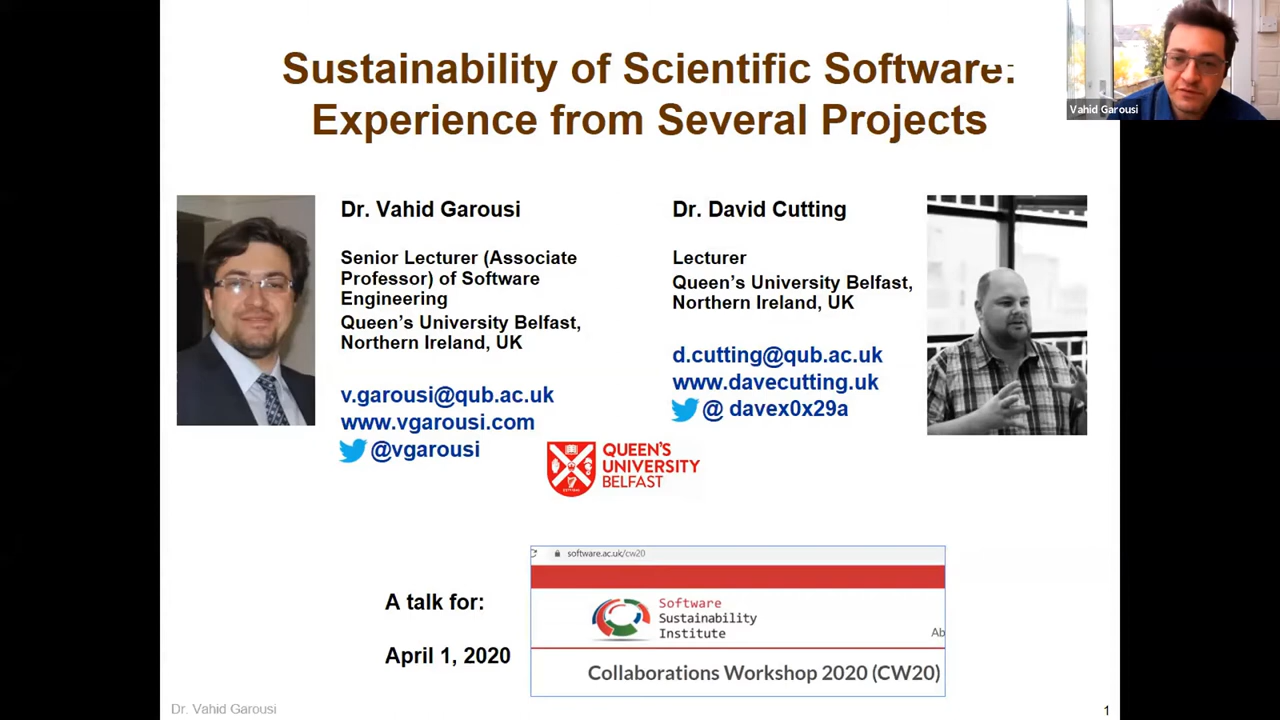 Sustainability of Scientific Software:
Experience from Several Projects
Vahid Garousi
Dr. Vahid Garousi
Senior Lecturer (Associate
Professor) of Software
Engineering
Queen's University Belfast,
Northern Ireland, UK
v.garousi@qub.ac.uk
www.vgarousi.com
@vgarousi
Dr. David Cutting
Lecturer
Queen's University Belfast,
Northern Ireland, UK
d.cutting@qub.ac.uk
www.davecutting.uk
@ davex0x29a
QUEEN'S
UNIVERSITY
BELFAST
A talk for:
April 1, 2020
software.ac.uk/cw20
Software
Sustainability
Institute
Ab
Collaborations Workshop 2020 (CW20)
Dr. Vahid Garousi
1